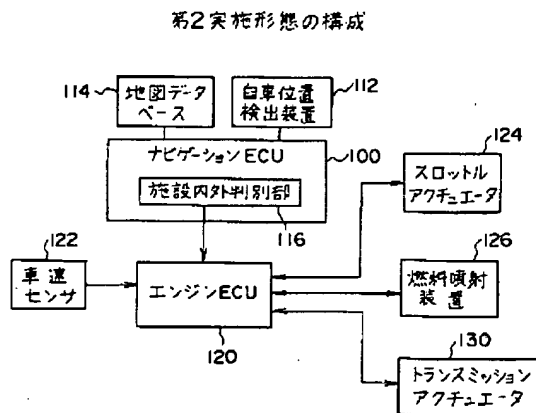 第2実施形態の構成
114
地図データ
ベース
自車位置
検出装置
112
ナビゲーションECU
100
施設内外判別部
116
124
スロットル
アクチュエータ
122
車速
センサ
エンジンECU
120
126
燃料噴射
装置
130
トランスミッション
アクチュエータ